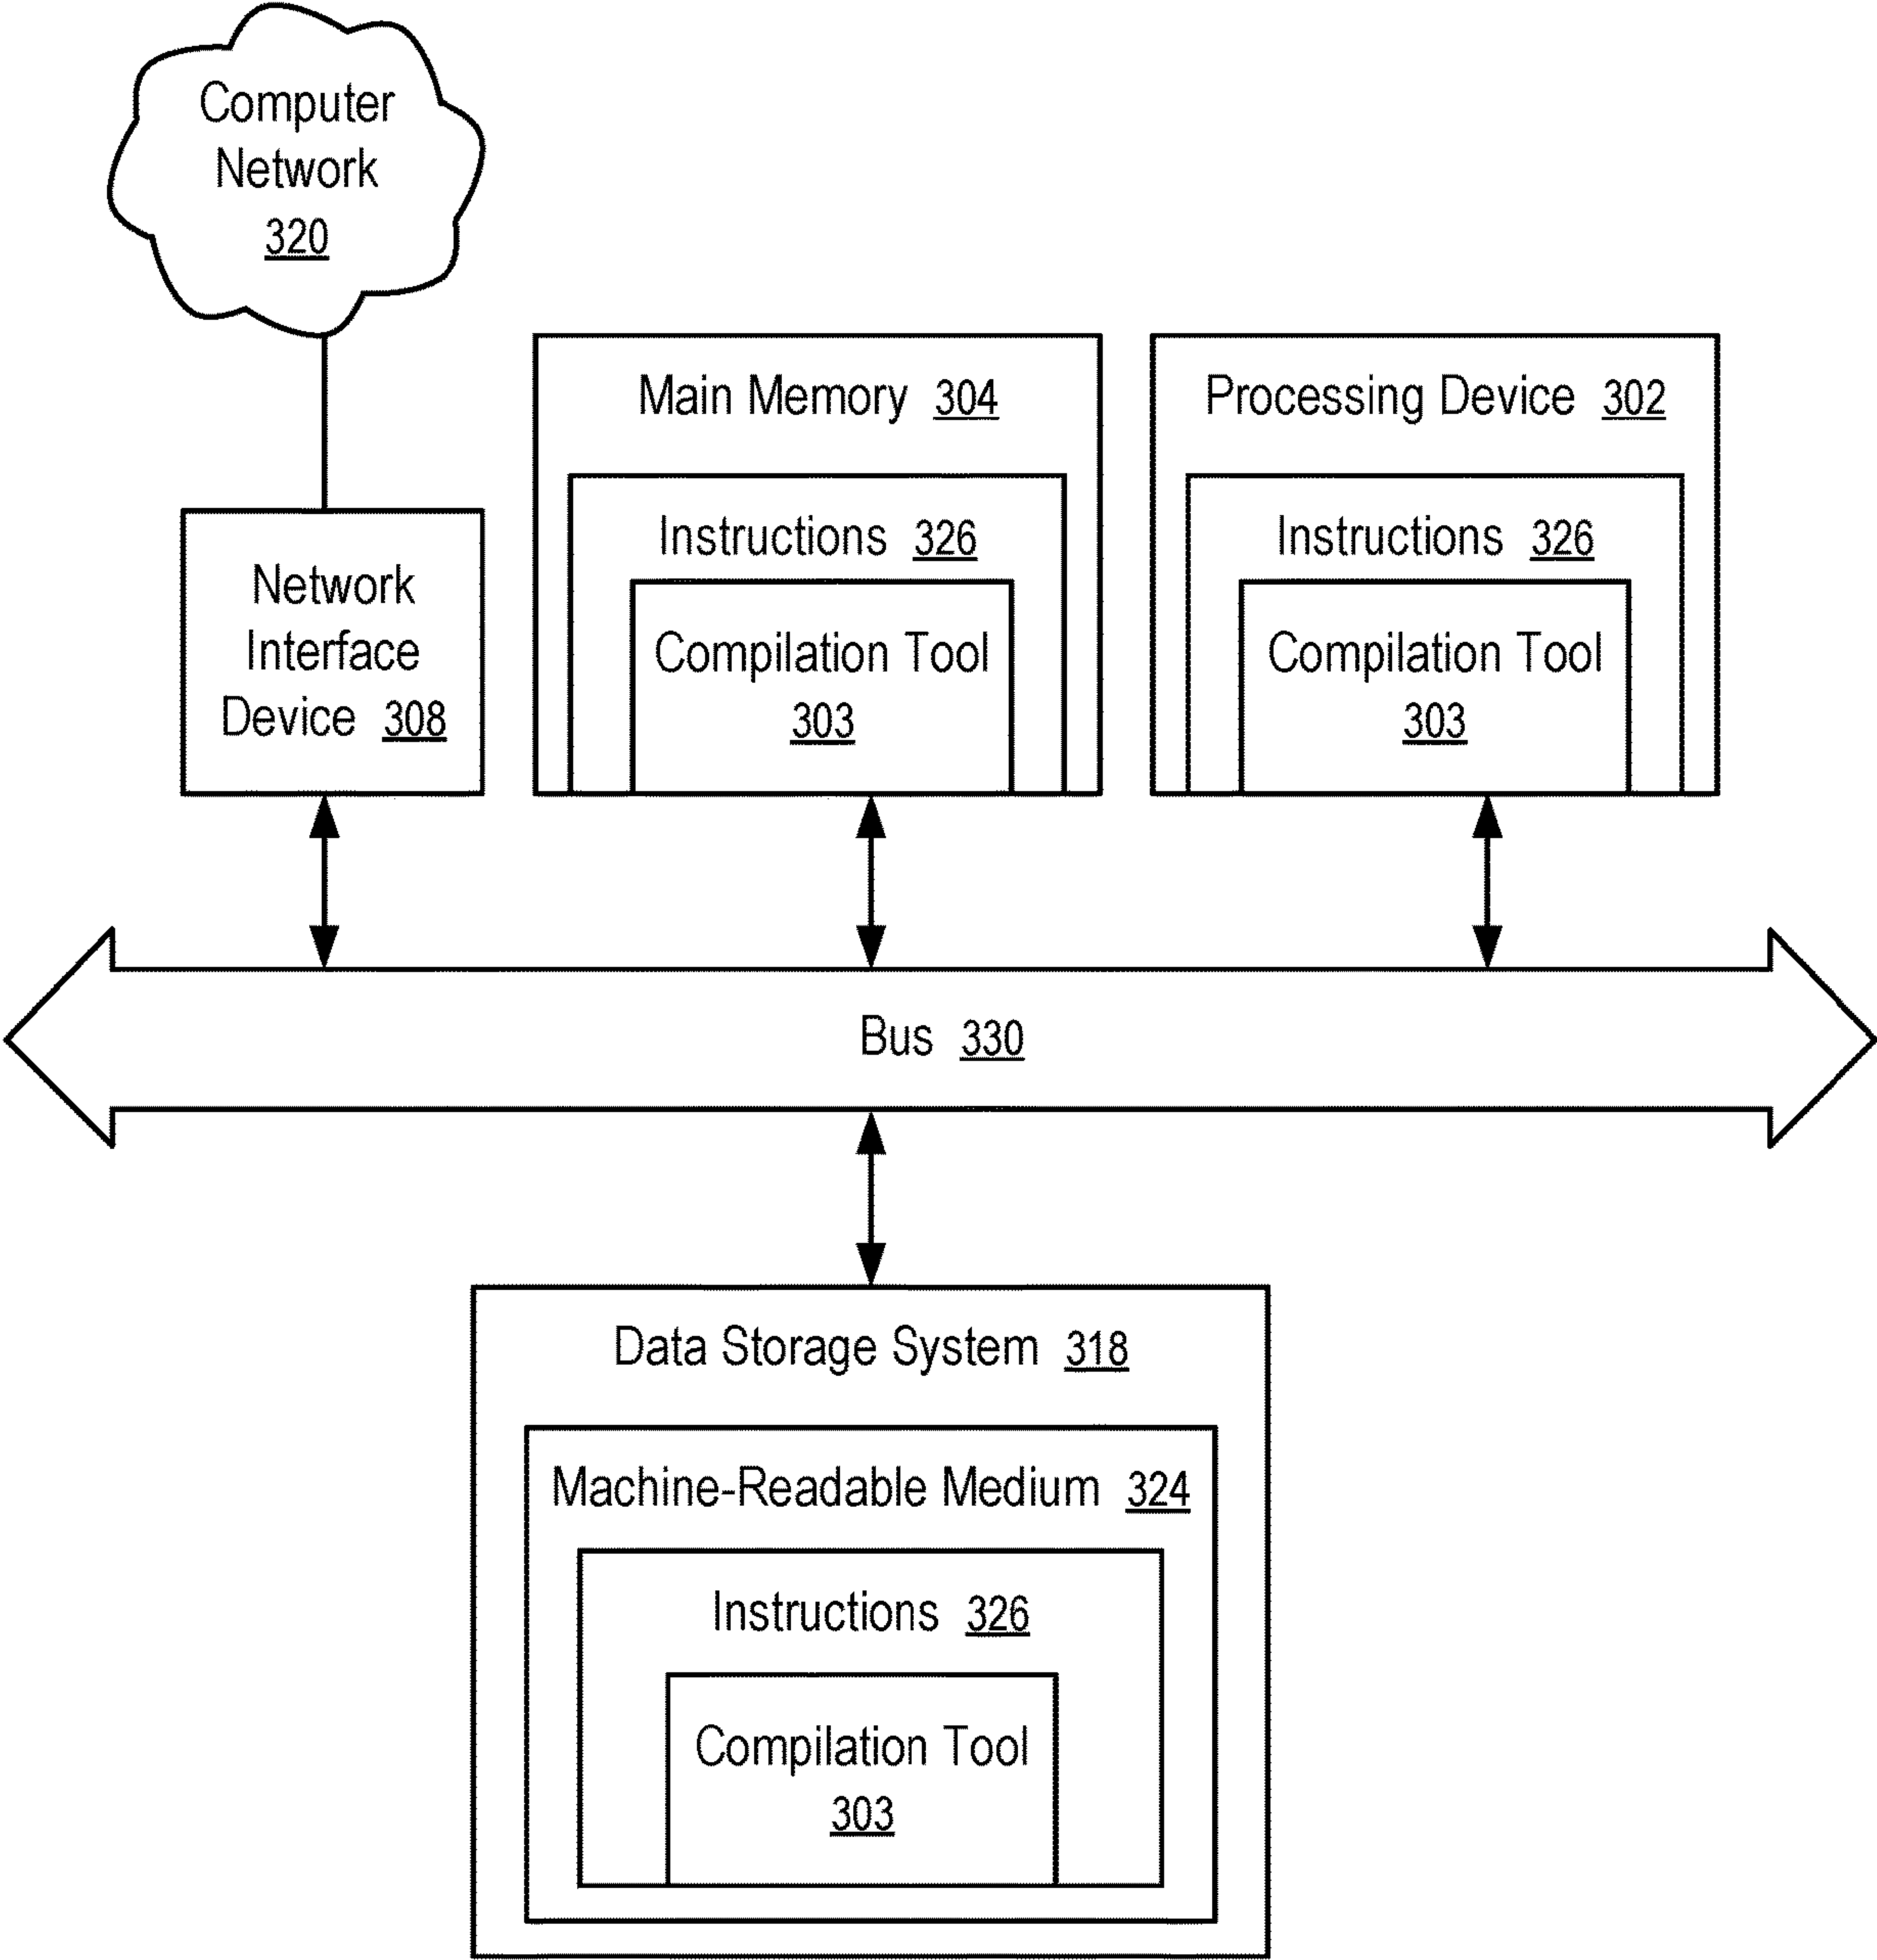 Computer
Network
320
Main Memory 304
Processing Device 302
Instructions 326
Instructions 326
Network
Interface
Device 308
Compilation Tool
303
Compilation Tool
303
Bus 330
Data Storage System 318
Machine-Readable Medium 324
Instructions 326
Compilation Tool
303